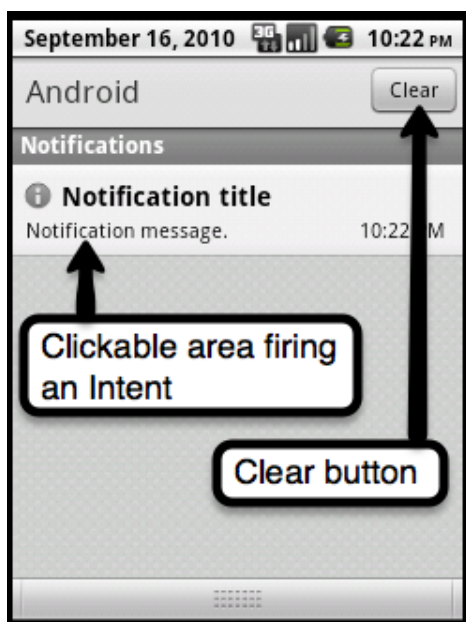 September 16, 2010 3G 10:22 PM
Android Clear
Notifications
Notification title
Notification message. 10:22 M
Clickable area firing
an Intent
Clear button